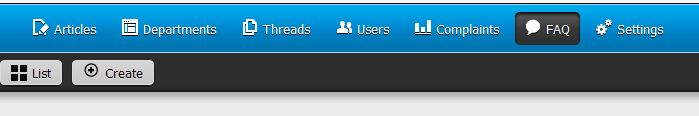 Articles Departments Threads Users Complaints FAQ Settings
List Create